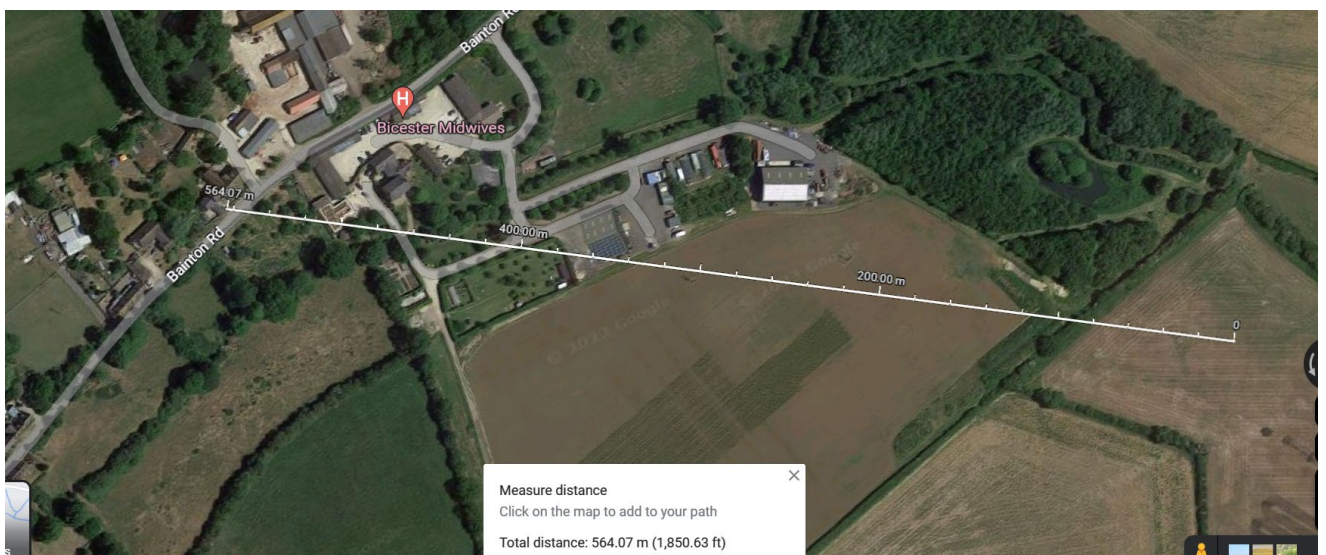 Bainton Rd
Bicester Midwives
564.07 m
Bainton Rd
400.00 m
200.00 m
0
© 2023 Google
Google
Measure distance
Click on the map to add to your path
Total distance: 564.07 m (1,850.63 ft)